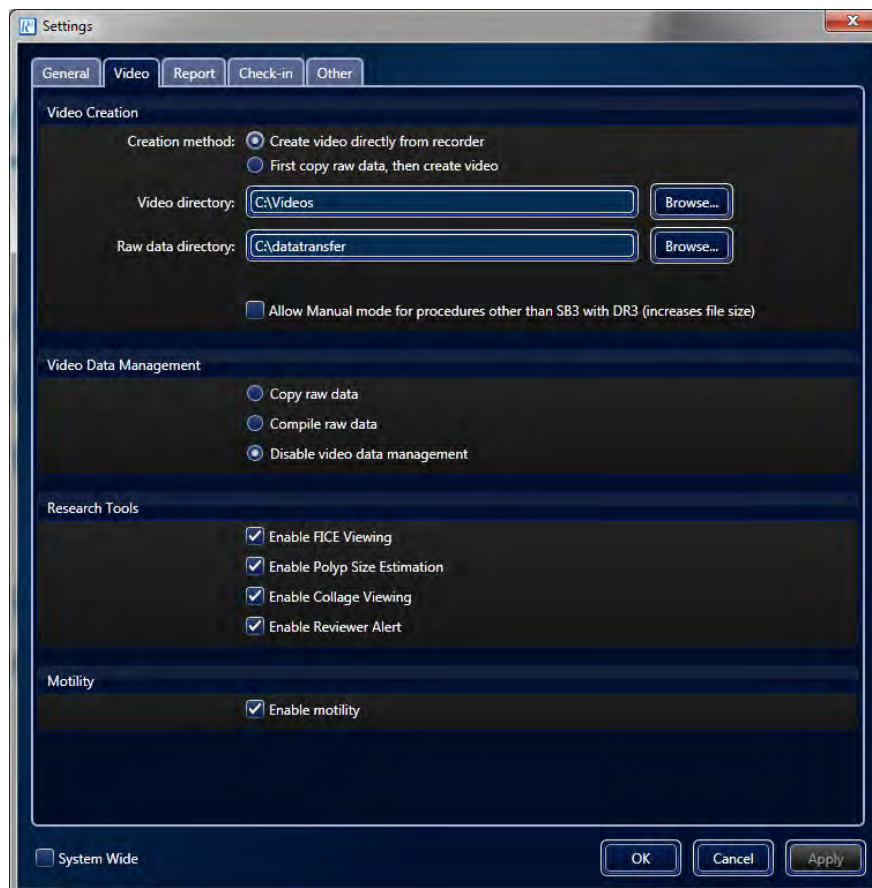 R Settings X
General Video Report Check-in Other
Video Creation
Creation method: Create video directly from recorder
First copy raw data, then create video
Video directory: C:\Videos Browse...
Raw data directory: C:\datatransfer Browse...
Allow Manual mode for procedures other than SB3 with DR3 (increases file size)
Video Data Management
Copy raw data
Compile raw data
Disable video data management
Research Tools
Enable FICE Viewing
Enable Polyp Size Estimation
Enable Collage Viewing
Enable Reviewer Alert
Motility
Enable motility
System Wide OK Cancel Apply